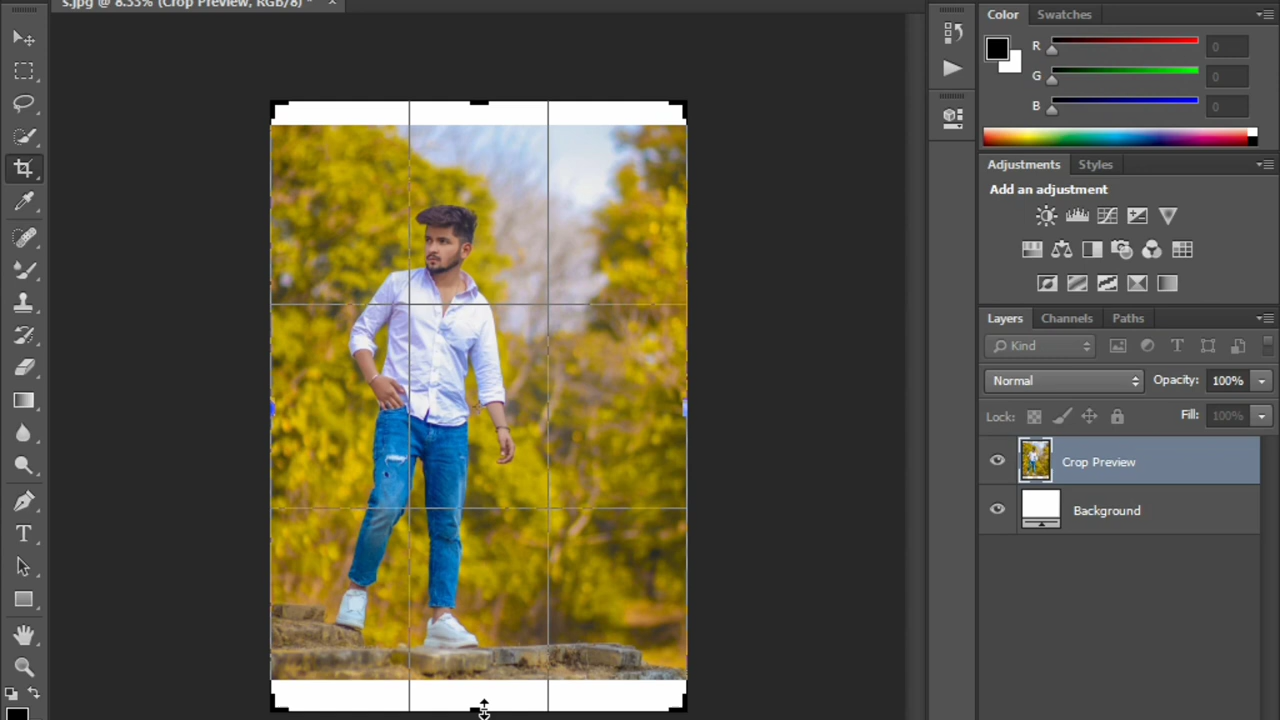 s.jpg @ 8.33% (Crop Preview, RGB/8) * ×
Color Swatches
R 0
G 0
B 0
Adjustments Styles
Add an adjustment
Layers Channels Paths
Kind T
Normal Opacity: 100%
Lock: Fill: 100%
Crop Preview
Background
T